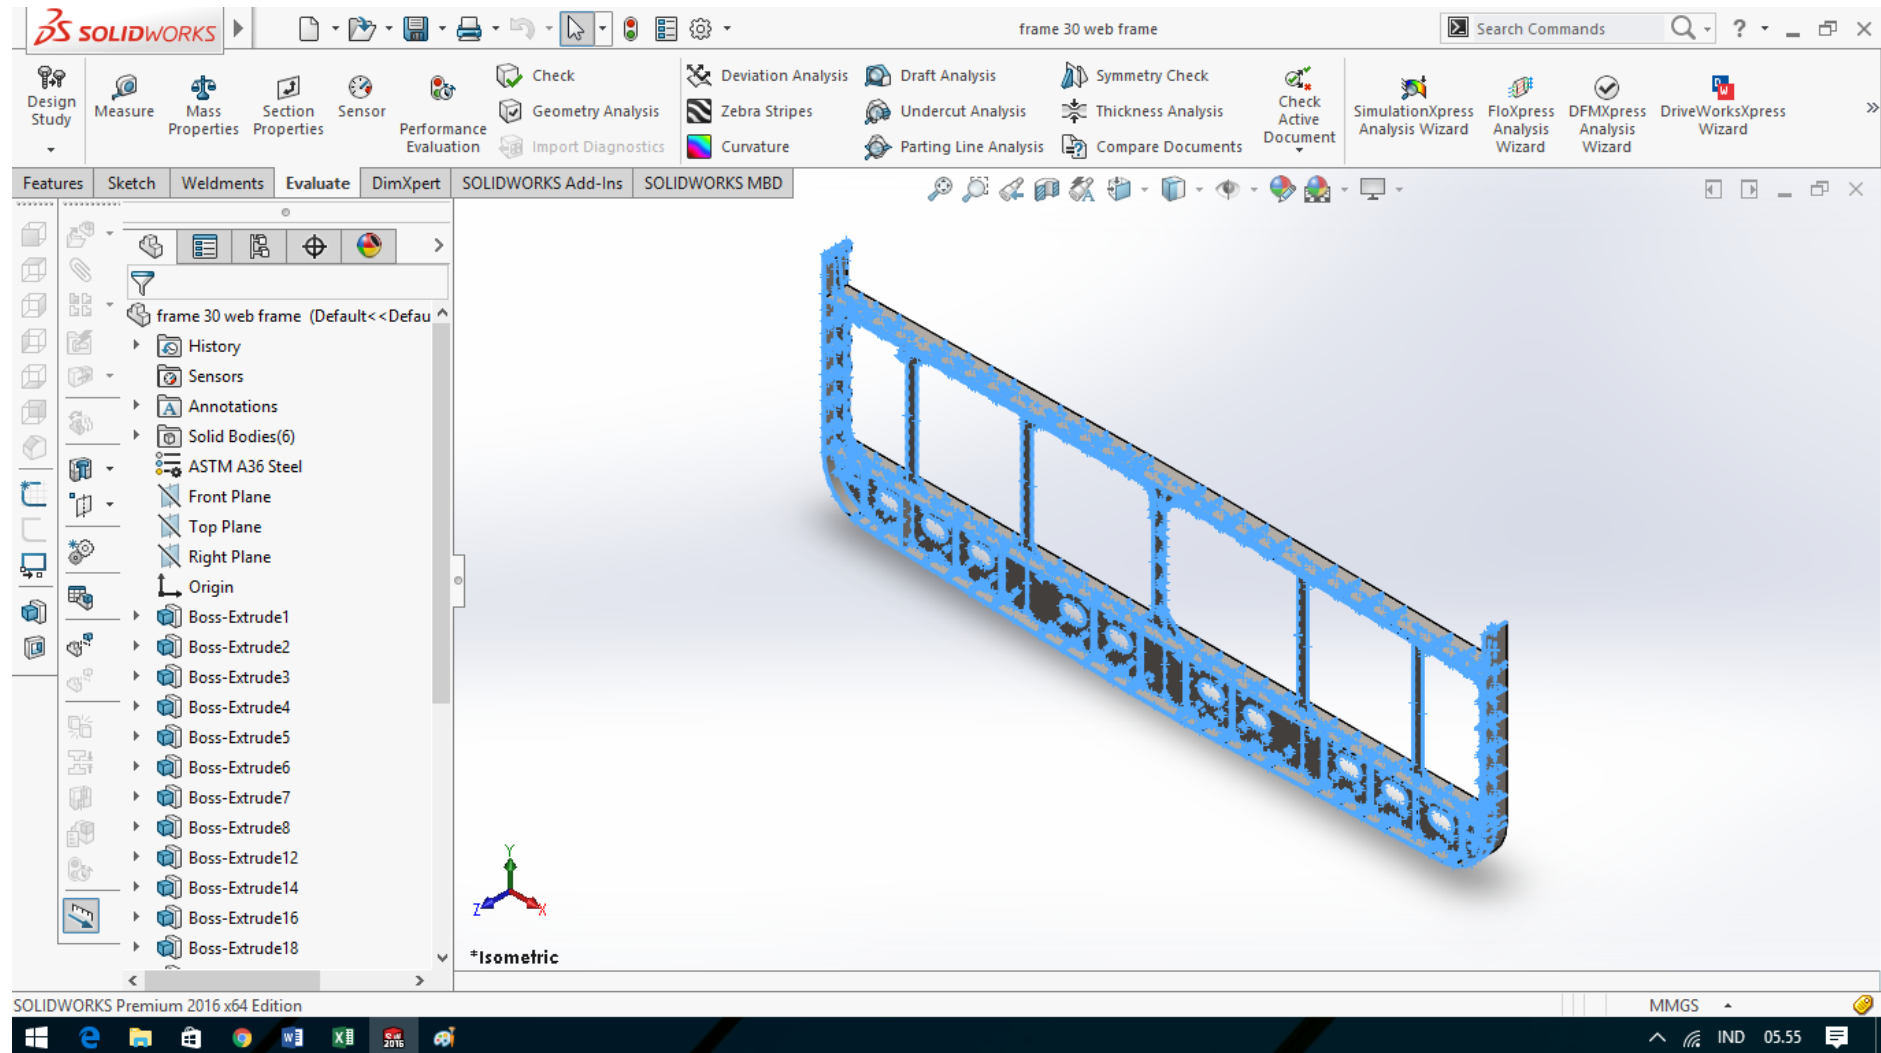 SOLIDWORKS
frame 30 web frame
Search Commands
?
Design Study
Measure
Mass Properties
Section Properties
Sensor
Performance Evaluation
Check
Geometry Analysis
Import Diagnostics
Deviation Analysis
Zebra Stripes
Curvature
Draft Analysis
Undercut Analysis
Parting Line Analysis
Symmetry Check
Thickness Analysis
Compare Documents
Check Active Document
SimulationXpress Analysis Wizard
FloXpress Analysis Wizard
DFMXpress Analysis Wizard
DriveWorksXpress Wizard
Features Sketch Weldments Evaluate DimXpert SOLIDWORKS Add-Ins SOLIDWORKS MBD
frame 30 web frame (Default<<Defau
History
Sensors
Annotations
Solid Bodies(6)
ASTM A36 Steel
Front Plane
Top Plane
Right Plane
Origin
Boss-Extrude1
Boss-Extrude2
Boss-Extrude3
Boss-Extrude4
Boss-Extrude5
Boss-Extrude6
Boss-Extrude7
Boss-Extrude8
Boss-Extrude12
Boss-Extrude14
Boss-Extrude16
Boss-Extrude18
Y
Z
X
*Isometric
SOLIDWORKS Premium 2016 x64 Edition
MMGS
SW 2016
IND 05.55